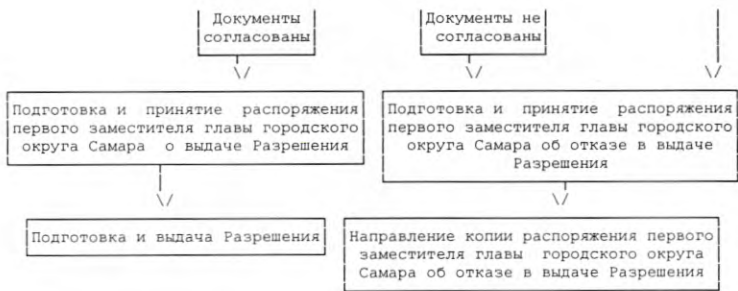 Документы
согласованы
Документы не
согласованы
\/
\/
\/
Подготовка и принятие распоряжения
первого заместителя главы городского
округа Самара о выдаче Разрешения
Подготовка и принятие распоряжения
первого заместителя главы городского
округа Самара об отказе в выдаче
Разрешения
\/
\/
Подготовка и выдача Разрешения
Направление копии распоряжения первого
заместителя главы городского округа
Самара об отказе в выдаче Разрешения